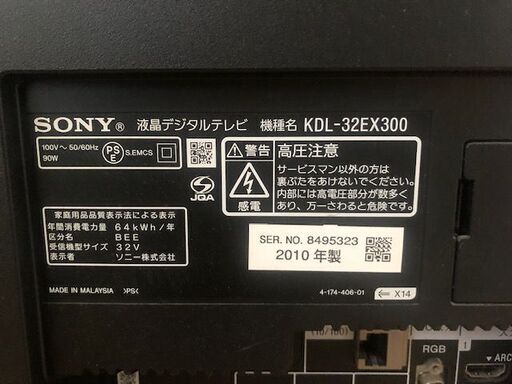 SONY® 液晶デジタルテレビ 機種名 KDL-32EX300
100V~ 50/60Hz
90W
PS
E
S.EMCS
JQA
警告 高圧注意
サービスマン以外の方は
裏ぶたをあけないでください。
内部には高電圧部分が数多く
あり、万一さわると危険です。
感電
家庭用品品質表示法による表示
年間消費電力量 64kWh/年
区分名 BEE
受信機型サイズ 32V
表示者 ソニー株式会社
SER. NO. 8495323
2010 年製
MADE IN MALAYSIA >PS<
4-174-406-01
X14
(10/100)
RGB
1
ARC